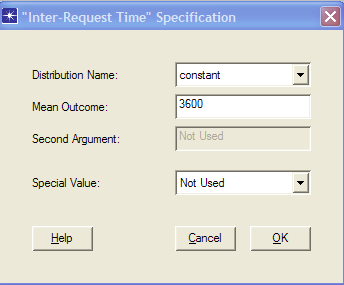 "Inter-Request Time" Specification
Distribution Name: constant
Mean Outcome: 3600
Second Argument: Not Used
Special Value: Not Used
Help Cancel OK